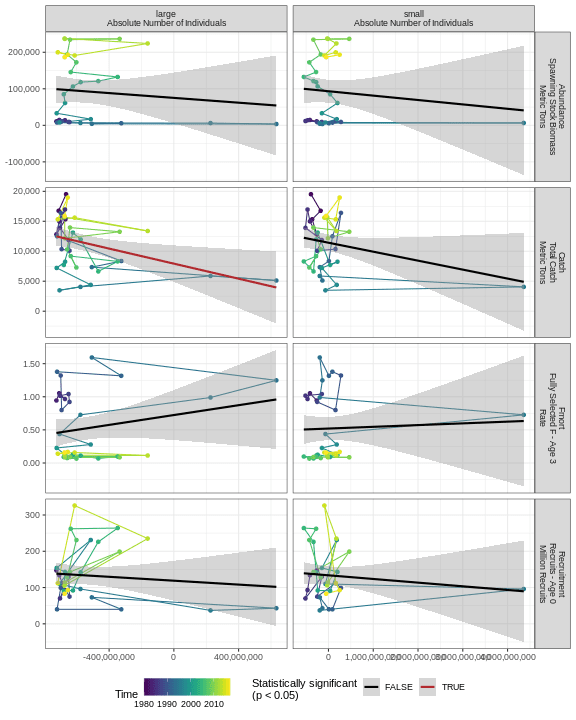 large
Absolute Number of Individuals
small
Absolute Number of Individuals
200,000
100,000
0
-100,000
Abundance
Spawning Stock Biomass
Metric Tons
20,000
15,000
10,000
5,000
0
Catch
Total Catch
Metric Tons
1.50
1.00
0.50
0.00
Fmort
Fully Selected F - Age 3
Rate
300
200
100
0
Recruitment
Recruits - Age 0
Million Recruits
-400,000,000
0
400,000,000
0
1,000,000,000
2,000,000,000
3,000,000,000
4,000,000,000
Time
1980 1990 2000 2010
Statistically significant
(p < 0.05)
FALSE
TRUE